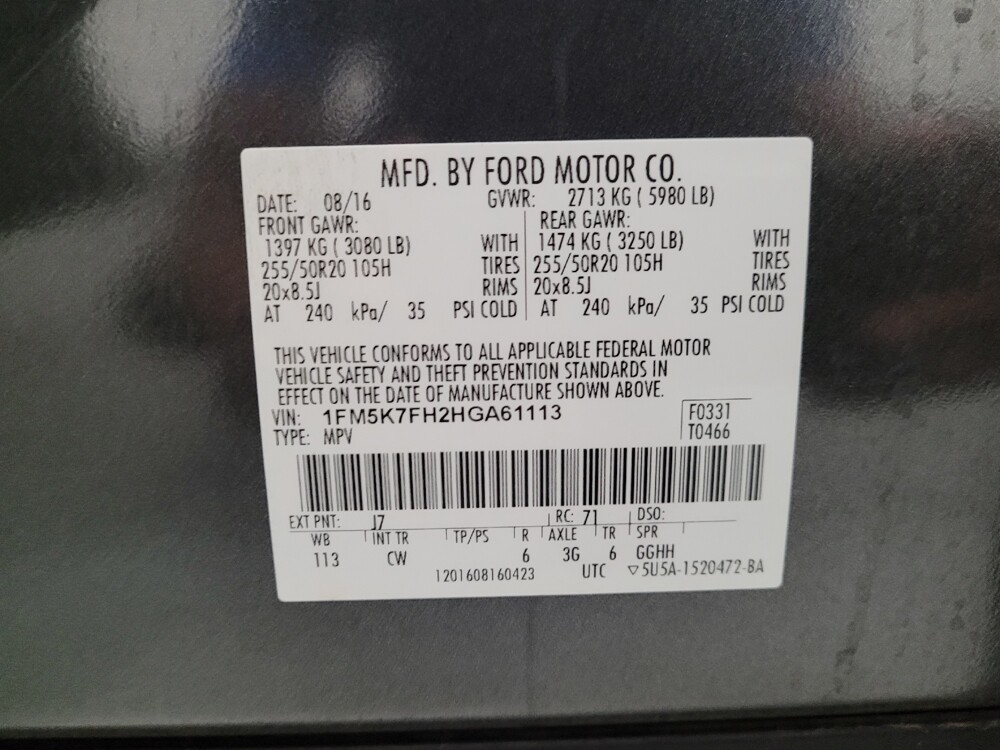 MFD. BY FORD MOTOR CO.
DATE: 08/16 GVWR: 2713 KG ( 5980 LB)
FRONT GAWR: REAR GAWR:
1397 KG ( 3080 LB) WITH 1474 KG ( 3250 LB) WITH
255/50R20 105H TIRES 255/50R20 105H TIRES
20x8.5J RIMS 20x8.5J RIMS
AT 240 kPa/ 35 PSI COLD AT 240 kPa/ 35 PSI COLD
THIS VEHICLE CONFORMS TO ALL APPLICABLE FEDERAL MOTOR
VEHICLE SAFETY AND THEFT PREVENTION STANDARDS IN
EFFECT ON THE DATE OF MANUFACTURE SHOWN ABOVE.
VIN: 1FM5K7FH2HGA61113 F0331
TYPE: MPV T0466
EXT PNT: J7 RC: 71 DSO:
WB INT TR TP/PS R AXLE TR SPR
113 CW 6 3G 6 GGHH
1201608160423 UTC ▽5U5A-1520472-BA